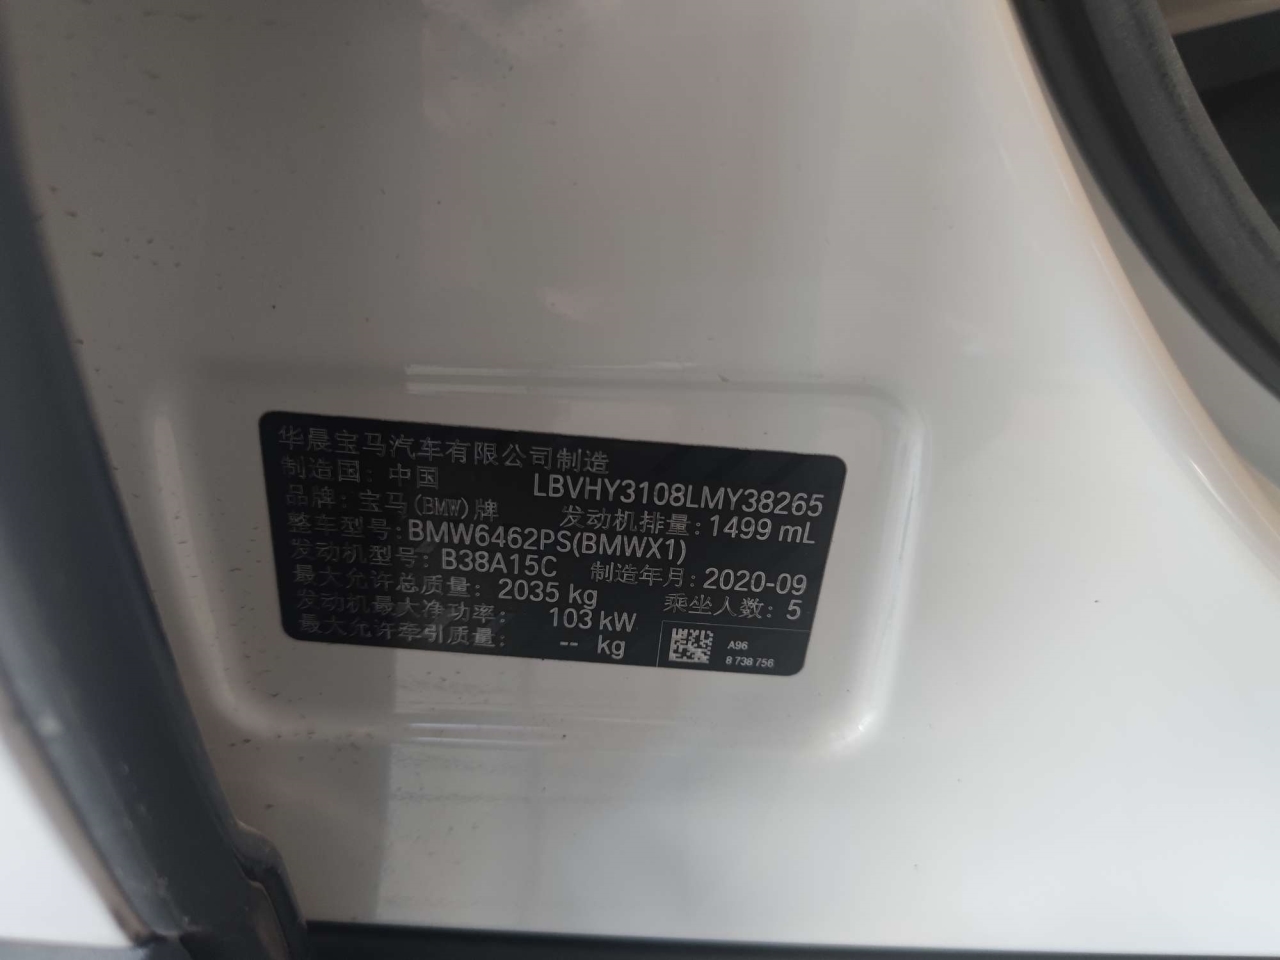 华晨宝马汽车有限公司制造
制造国：中国 LBVHY3108LMY38265
品牌：宝马(BMW)牌 发动机排量：1499 mL
整车型号：BMW6462PS(BMWX1)
发动机型号：B38A15C 制造年月：2020-09
最大允许总质量：2035 kg 乘坐人数：5
发动机最大净功率：103 kW
最大允许牵引质量：-- kg
A96
8 738 756